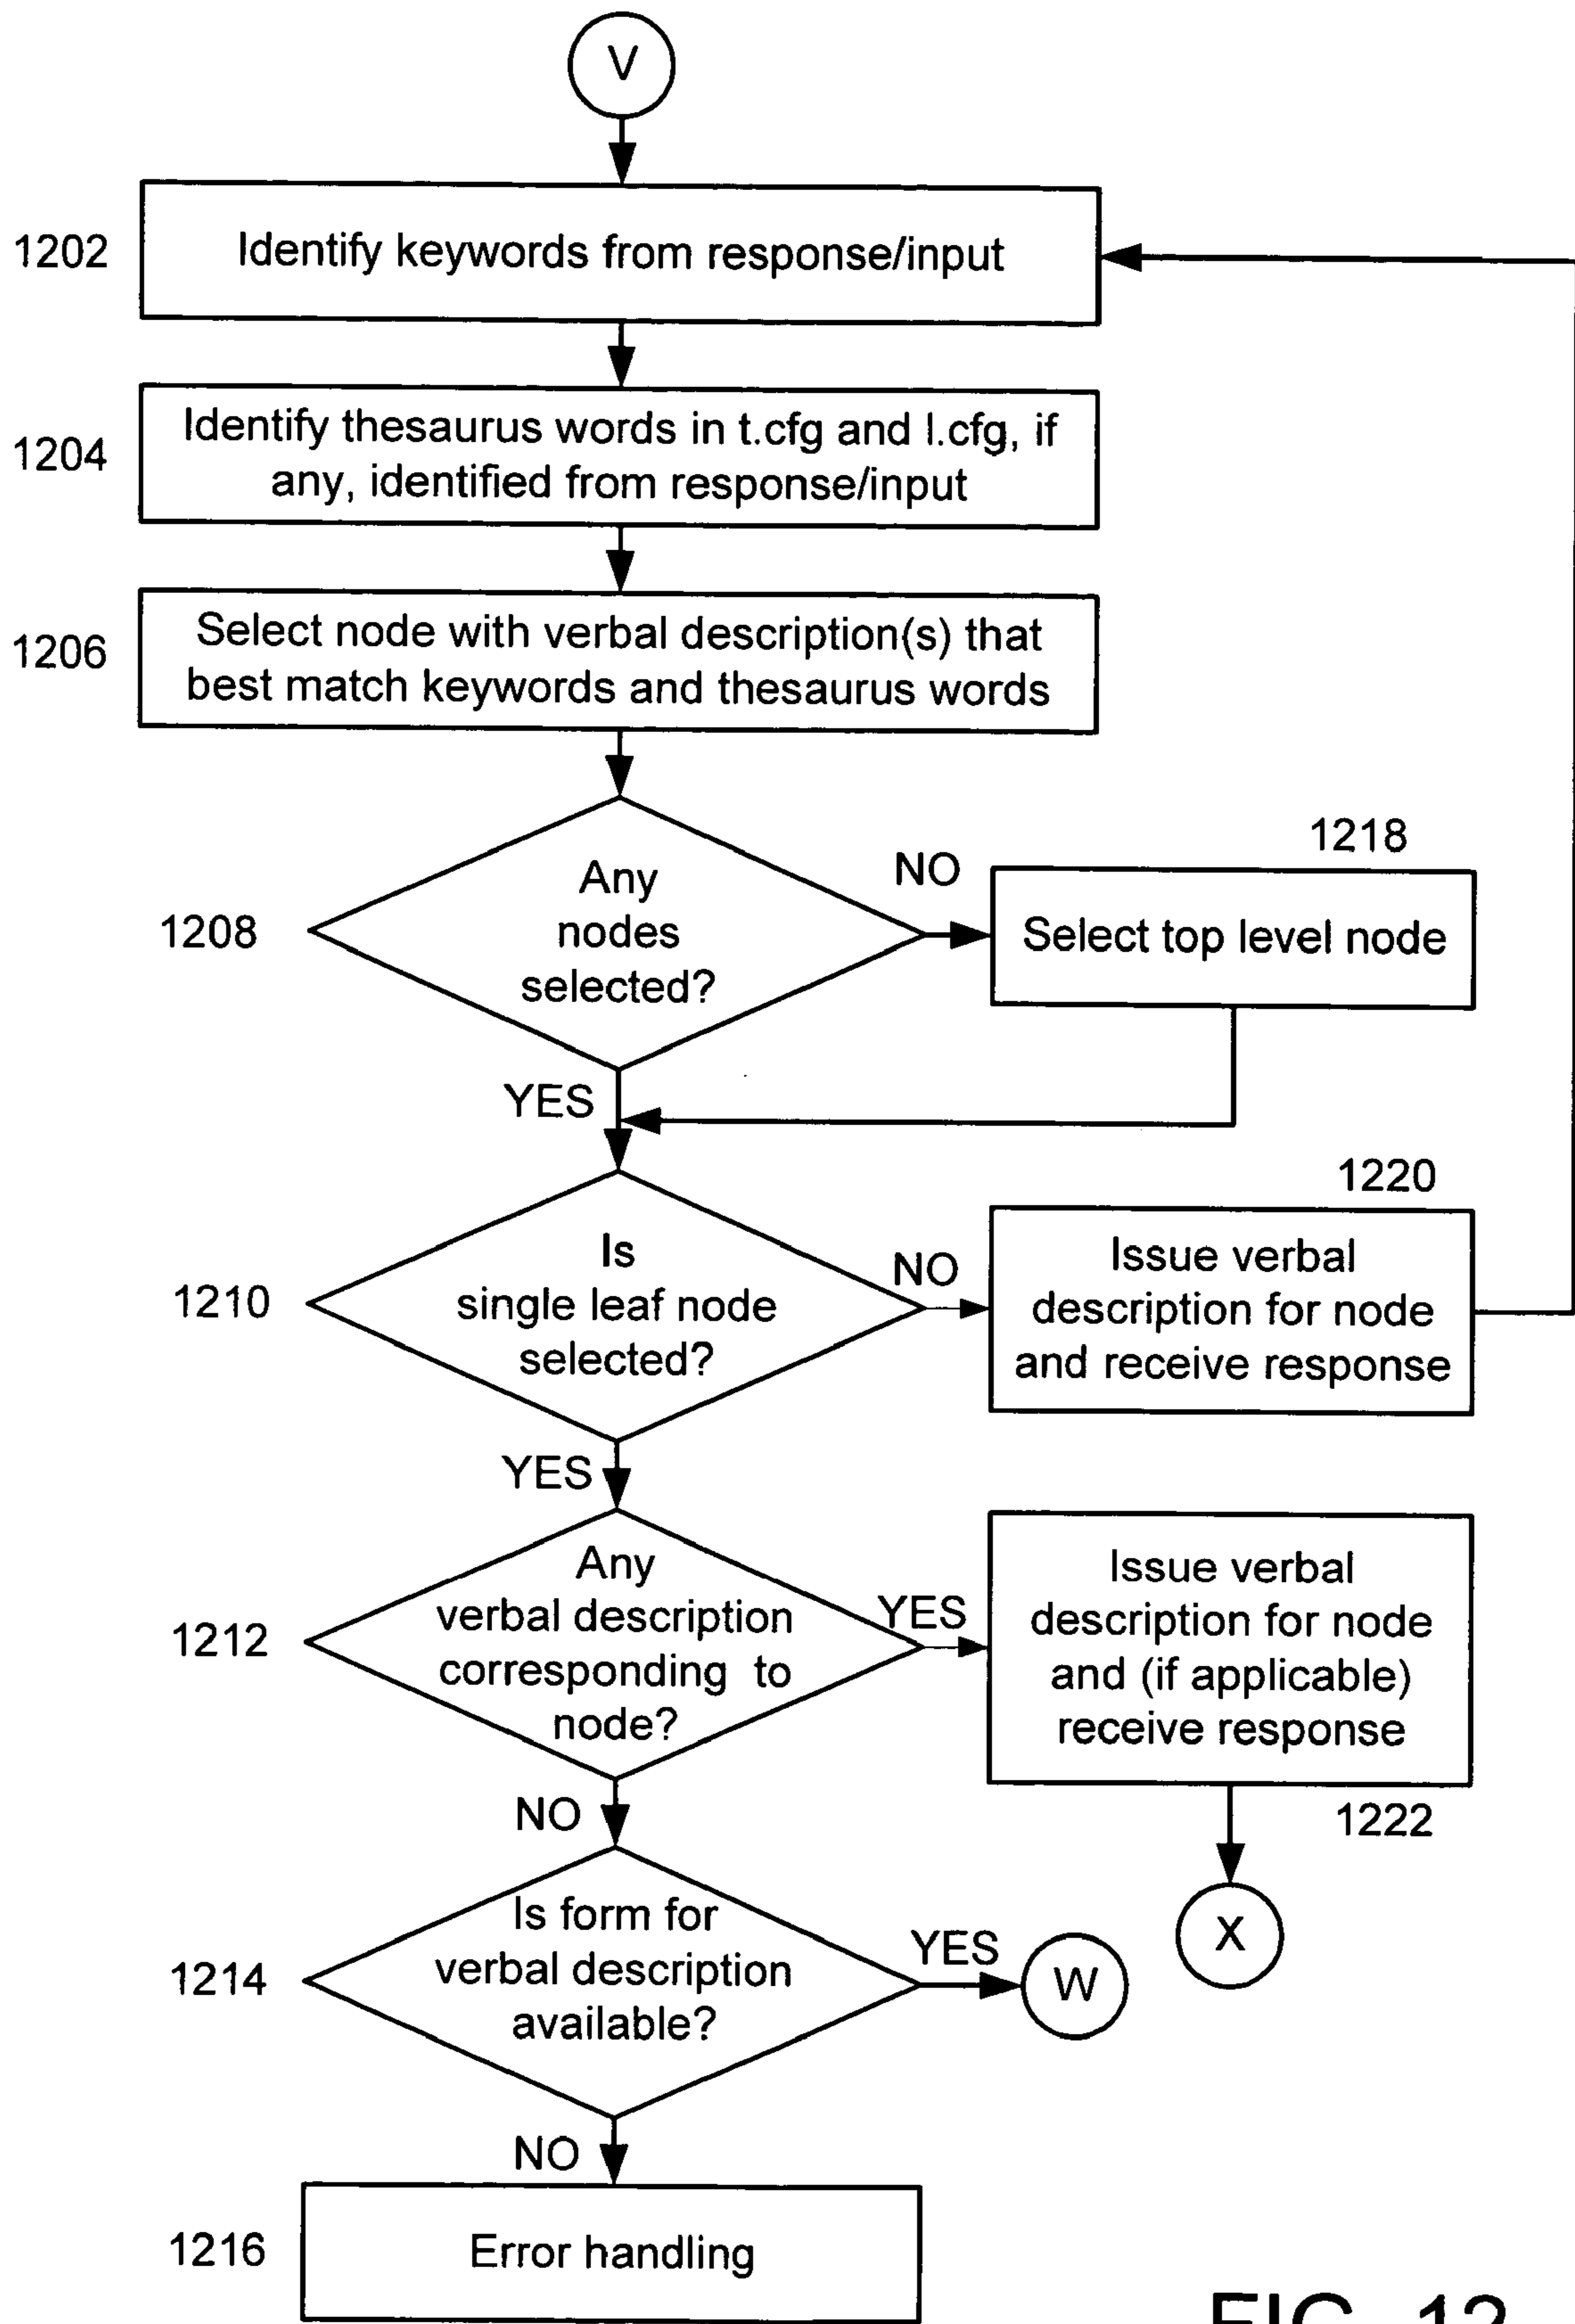 V
1202
Identify keywords from response/input
1204
Identify thesaurus words in t.cfg and l.cfg, if
any, identified from response/input
1206
Select node with verbal description(s) that
best match keywords and thesaurus words
1208
Any
nodes
selected?
NO
1218
Select top level node
YES
1210
Is
single leaf node
selected?
NO
1220
Issue verbal
description for node
and receive response
YES
1212
Any
verbal description
corresponding to
node?
YES
Issue verbal
description for node
and (if applicable)
receive response
1222
X
NO
1214
Is form for
verbal description
available?
YES
W
NO
1216
Error handling
FIG. 12